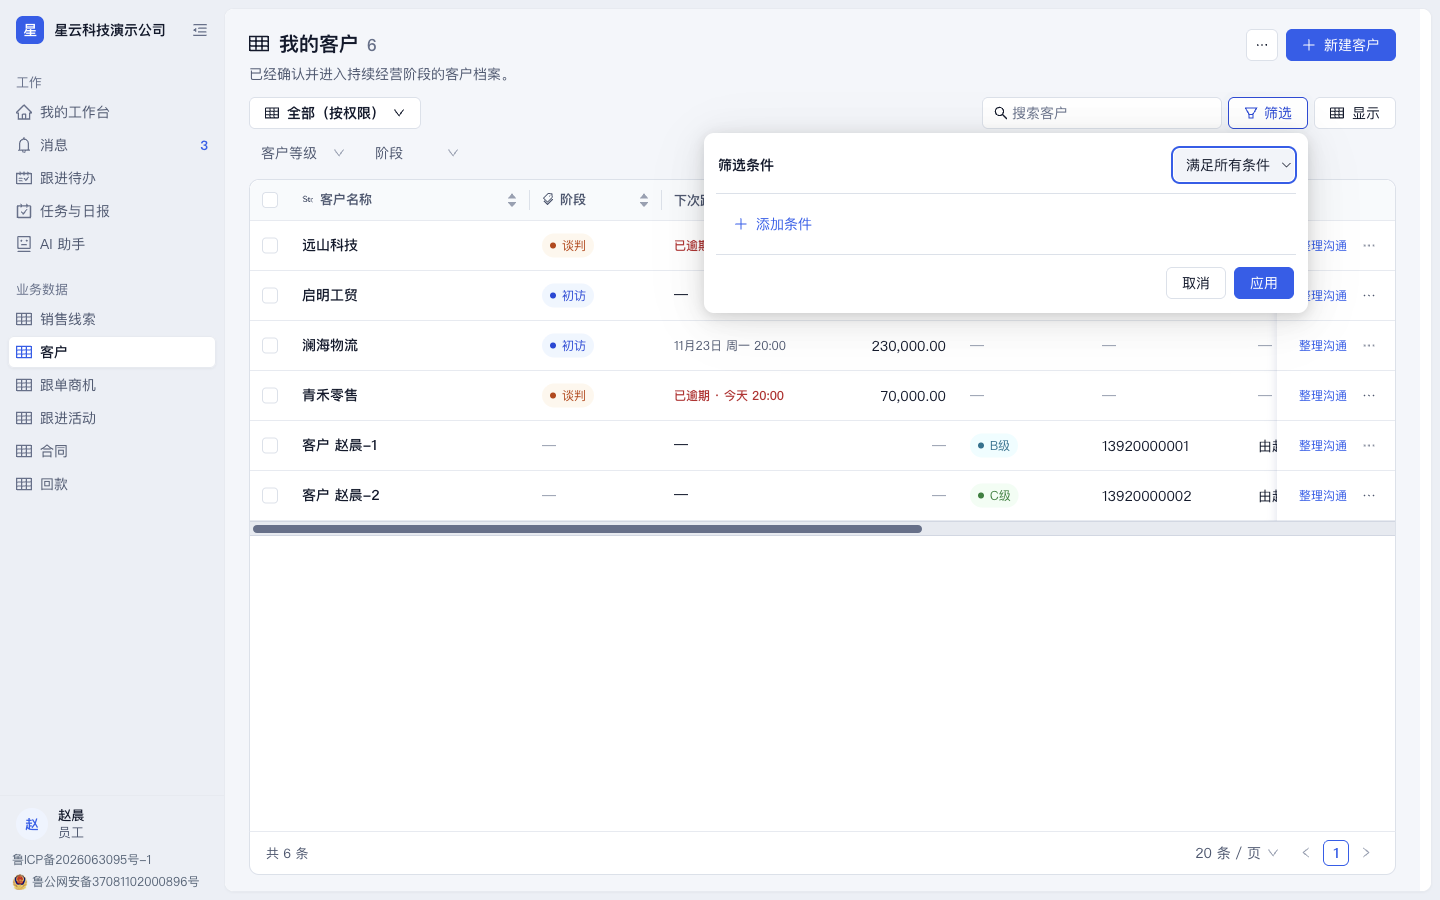 星 星云科技演示公司
工作
我的工作台
消息 3
跟进待办
任务与日报
AI 助手
业务数据
销售线索
客户
跟单商机
跟进活动
合同
回款
赵 赵晨
员工
鲁ICP备2026063095号-1
鲁公网安备37081102000896号
我的客户 6
已经确认并进入持续经营阶段的客户档案。
··· 新建客户
全部（按权限） 搜索客户 筛选 显示
客户等级 阶段
筛选条件 满足所有条件
添加条件
取消 应用
Str 客户名称 阶段 下次
远山科技 谈判 已逾 理沟通 ···
启明工贸 初访 — 理沟通 ···
澜海物流 初访 11月23日 周一 20:00 230,000.00 — — — 整理沟通 ···
青禾零售 谈判 已逾期 · 今天 20:00 70,000.00 — — — 整理沟通 ···
客户 赵晨-1 — — — B级 13920000001 由 整理沟通 ···
客户 赵晨-2 — — — C级 13920000002 由 整理沟通 ···
共 6 条 20 条 / 页 < 1 >